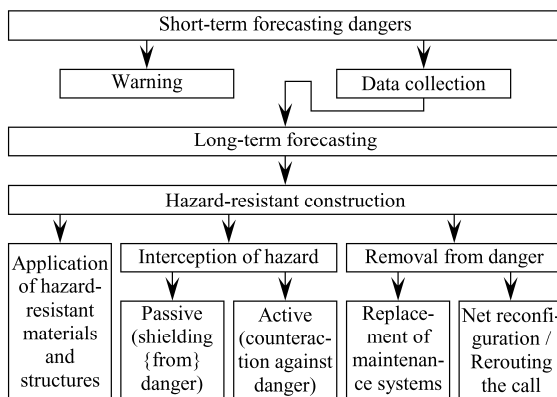 Short-term forecasting dangers
Warning
Data collection
Long-term forecasting
Hazard-resistant construction
Application
of hazard-
resistant
materials
and
structures
Interception of hazard
Removal from danger
Passive
(shielding
{from}
danger)
Active
(counterac-
tion against
danger)
Replace-
ment of
maintenan-
ce systems
Net reconfi-
guration /
Rerouting
the call